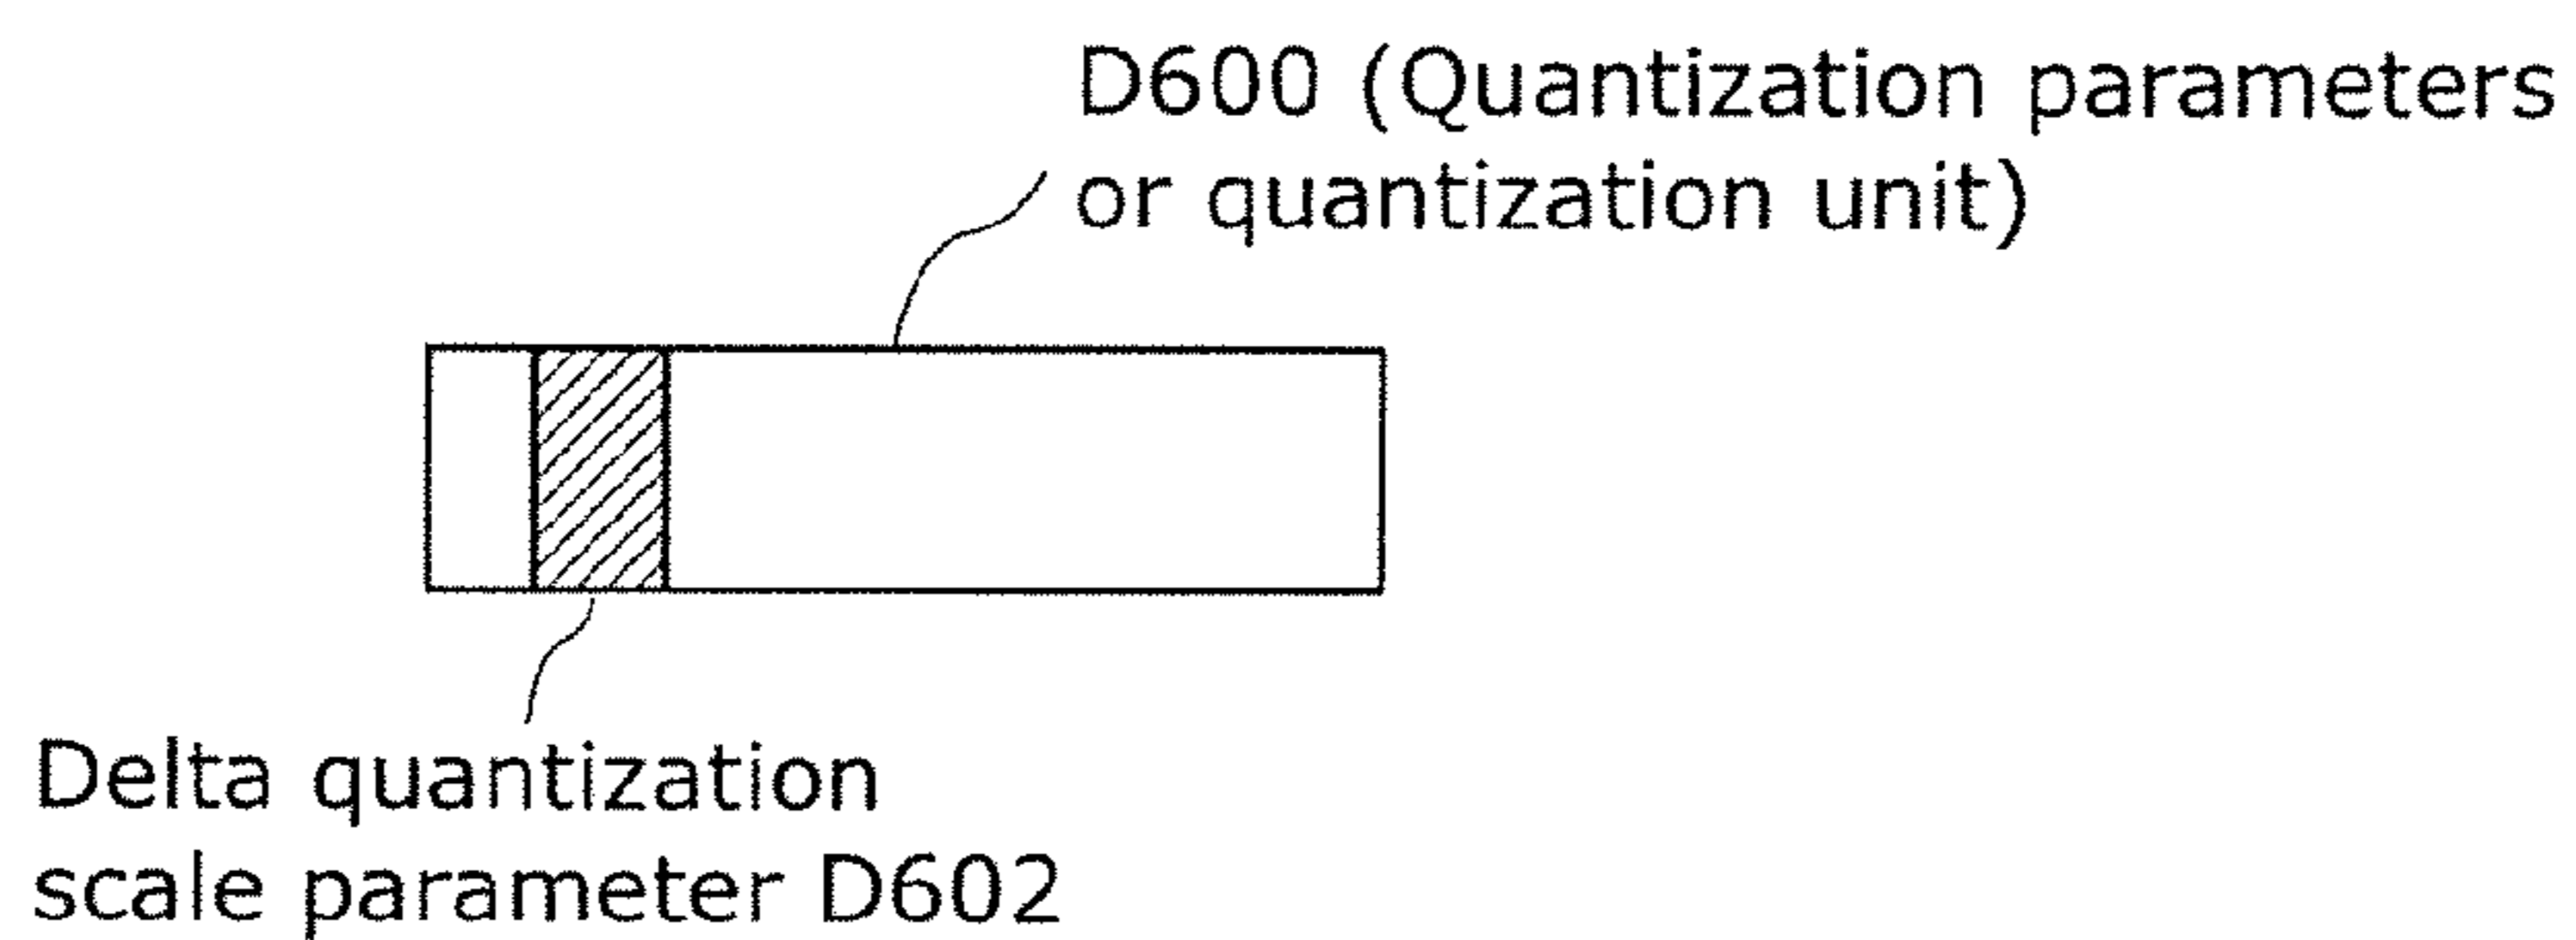 D600 (Quantization parameters
or quantization unit)
Delta quantization
scale parameter D602